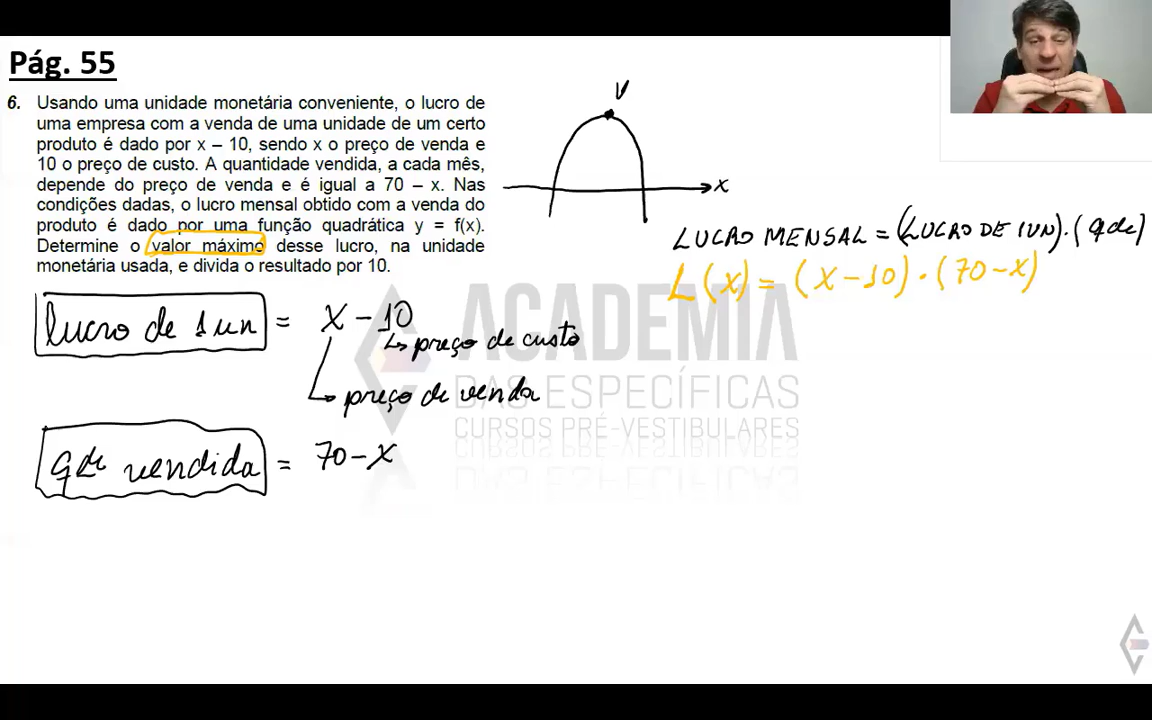 Pág. 55
6. Usando uma unidade monetária conveniente, o lucro de
uma empresa com a venda de uma unidade de um certo
produto é dado por x – 10, sendo x o preço de venda e
10 o preço de custo. A quantidade vendida, a cada mês,
depende do preço de venda e é igual a 70 – x. Nas
condições dadas, o lucro mensal obtido com a venda do
produto é dado por uma função quadrática y = f(x).
Determine o valor máximo desse lucro, na unidade
monetária usada, e divida o resultado por 10.
V
x
LUCRO MENSAL = (LUCRO DE 1 UN) · (qde)
L(x) = (x – 10) · (70 – x)
lucro de 1 un = x – 10
preço de custo
preço de venda
qde vendida = 70 – x
ACADEMIA
DAS ESPECÍFICAS
CURSOS PRÉ-VESTIBULARES